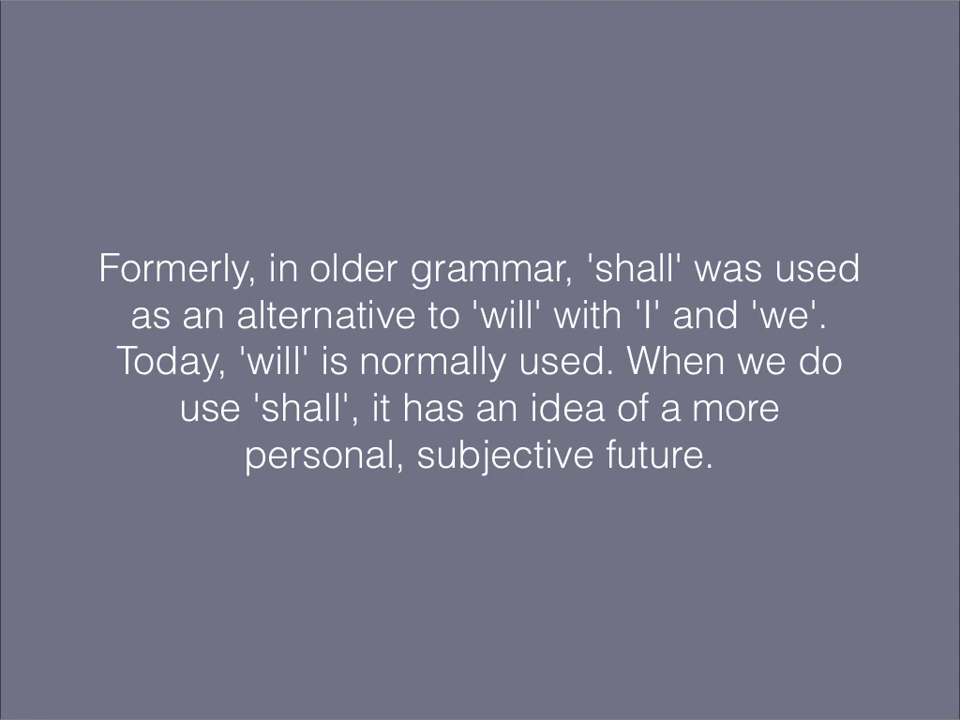 Formerly, in older grammar, 'shall' was used
as an alternative to 'will' with 'I' and 'we'.
Today, 'will' is normally used. When we do
use 'shall', it has an idea of a more
personal, subjective future.